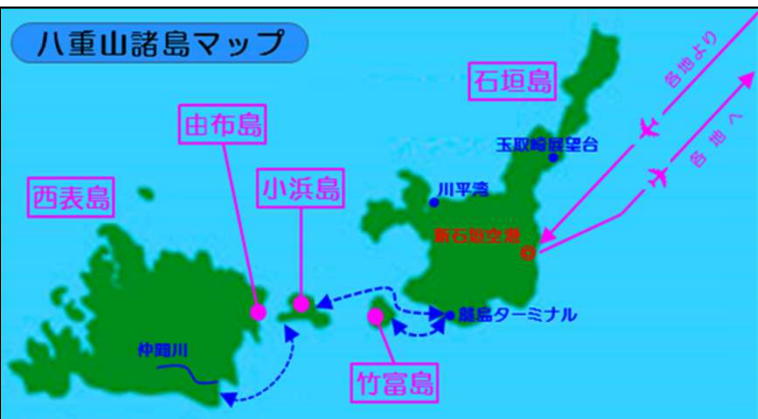 八重山諸島マップ
石垣島
各地より
各地へ
由布島
玉取崎展望台
小浜島
川平湾
西表島
新石垣空港
離島ターミナル
仲間川
竹富島